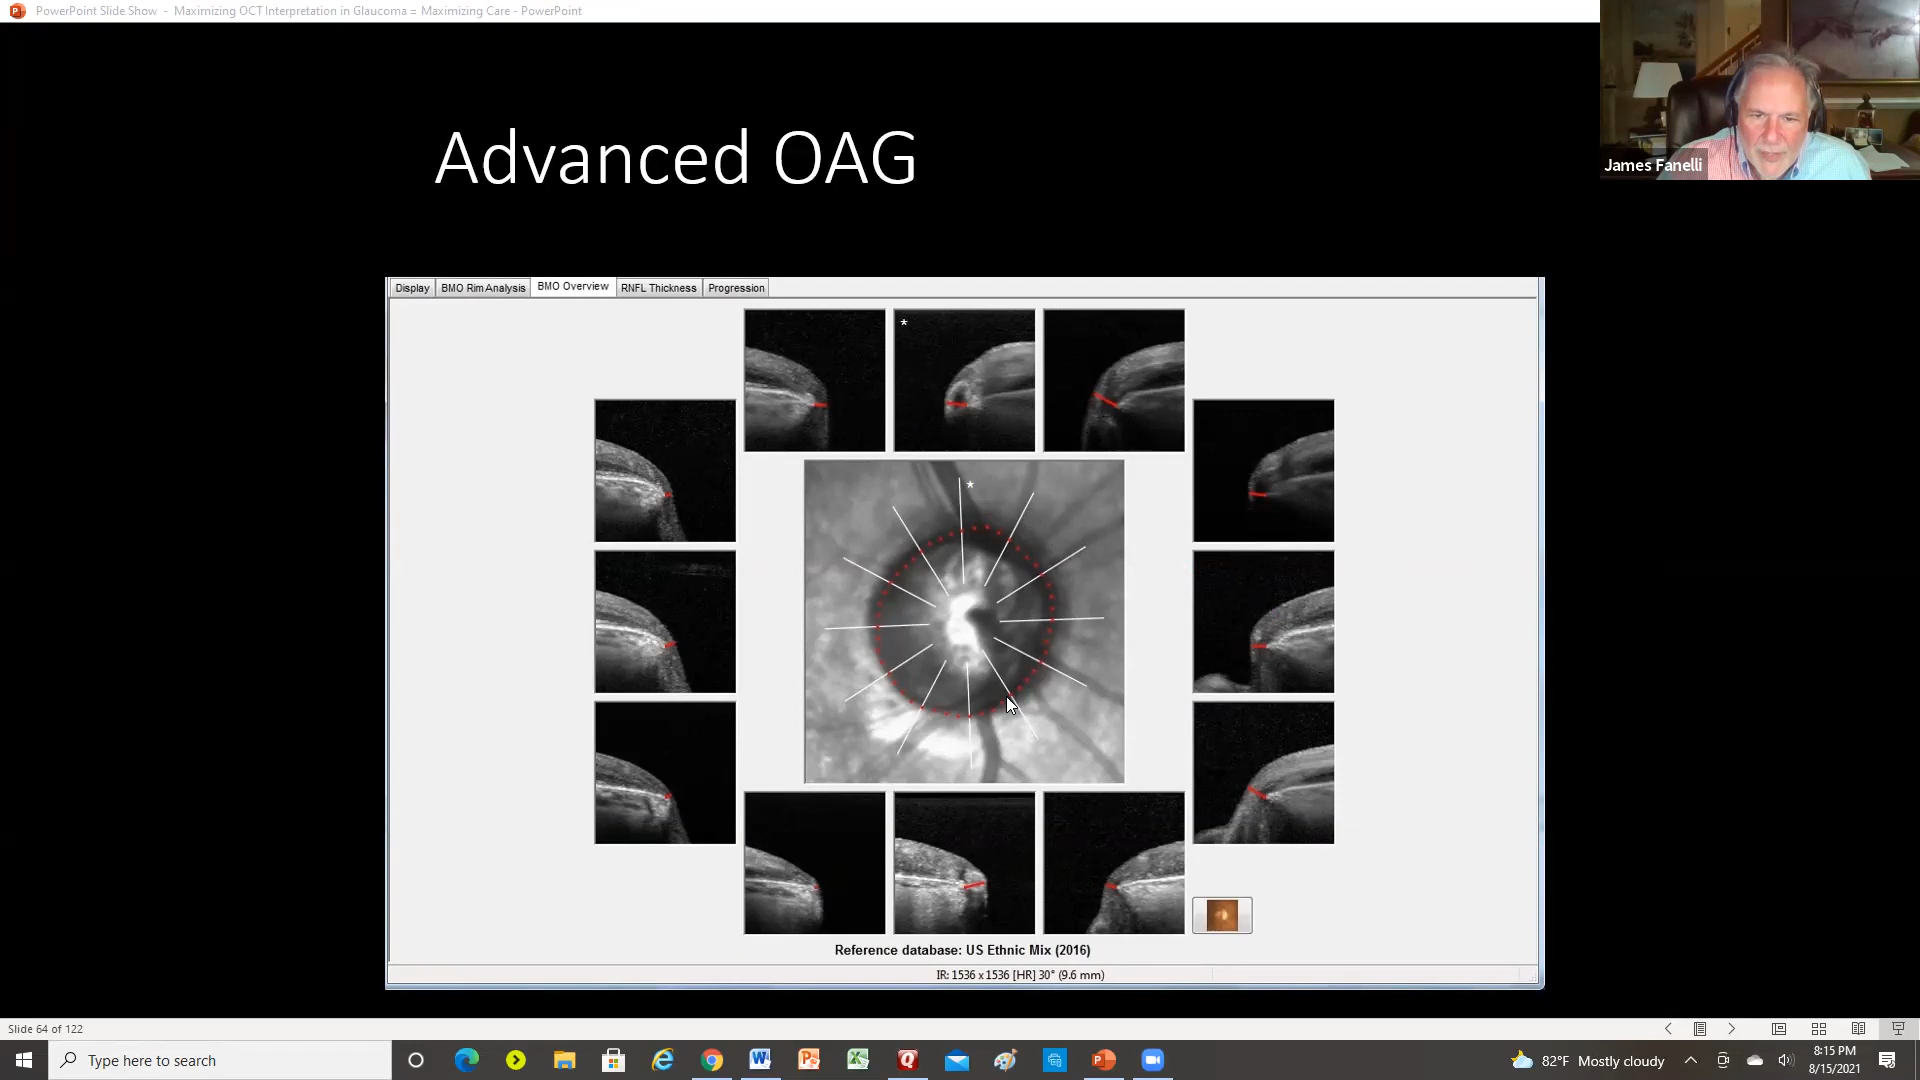 PowerPoint Slide Show  -  Maximizing OCT Interpretation in Glaucoma = Maximizing Care - PowerPoint
James Fanelli
Advanced OAG
Display
BMO Rim Analysis
BMO Overview
RNFL Thickness
Progression
*
*
Reference database: US Ethnic Mix (2016)
IR: 1536 x 1536 [HR] 30° (9.6 mm)
Slide 64 of 122
Type here to search
82°F  Mostly cloudy
8:15 PM
8/15/2021